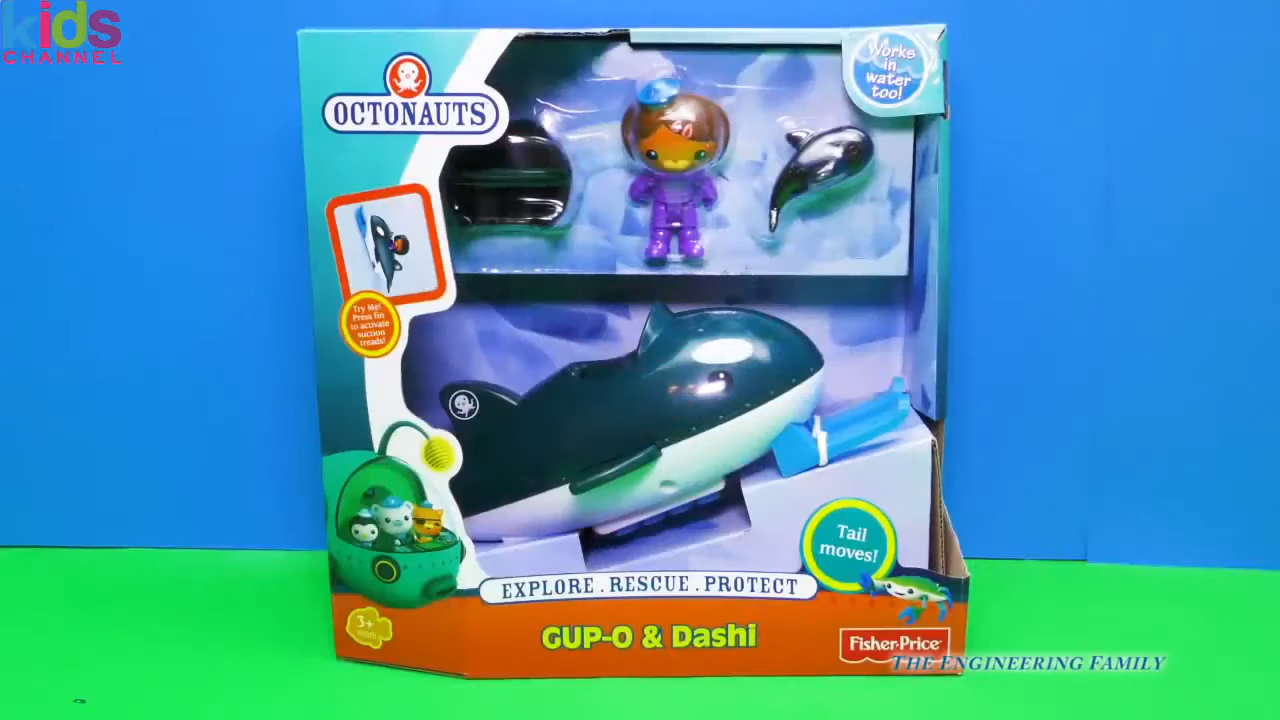 kids
CHANNEL
OCTONAUTS
Works
in
water
too!
Try Me!
Press fin
to activate
suction
treads!
Tail
moves!
EXPLORE . RESCUE . PROTECT
3+
GUP-O & Dashi
Fisher-Price
THE ENGINEERING FAMILY